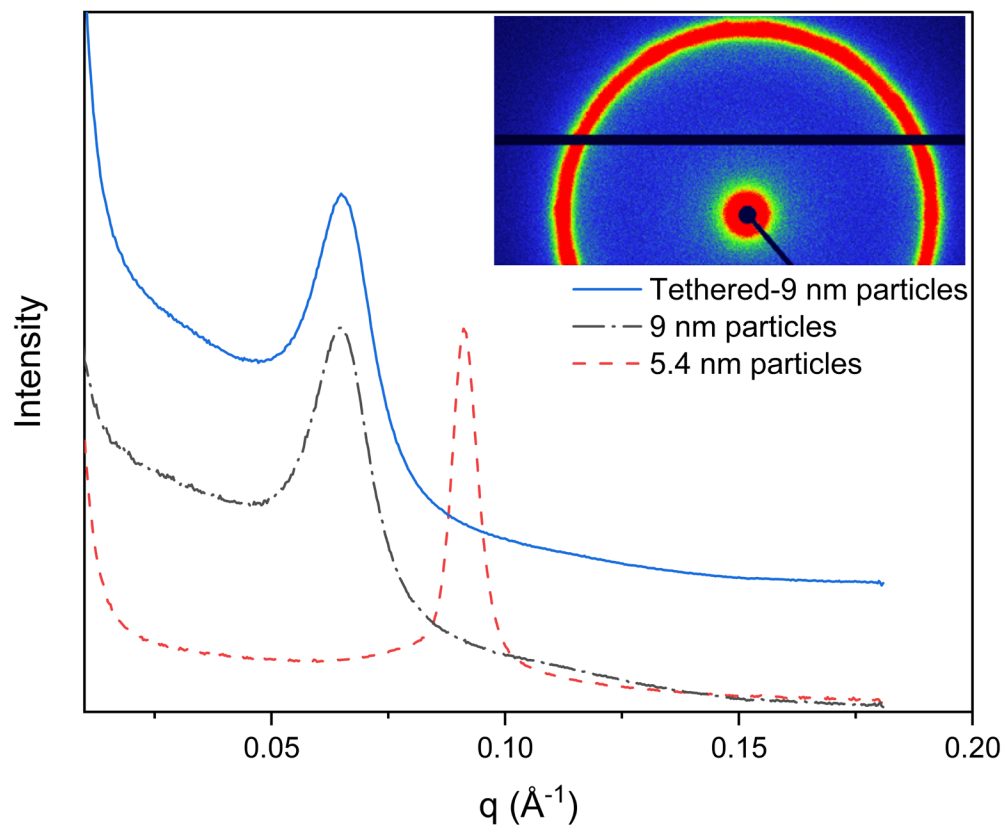 Tethered-9 nm particles
9 nm particles
5.4 nm particles
Intensity
0.05
0.10
0.15
0.20
q (Å⁻¹)